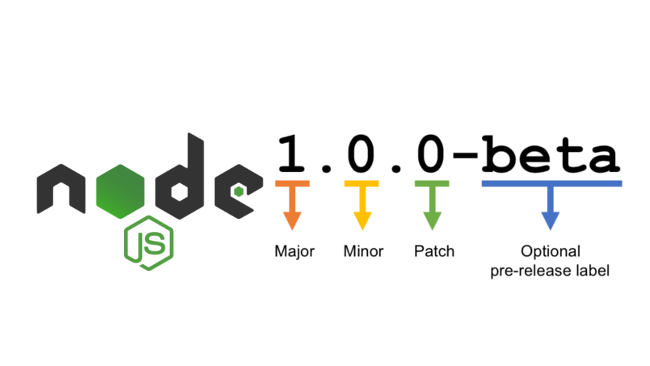 node
JS
1.0.0-beta
Major
Minor
Patch
Optional
pre-release label